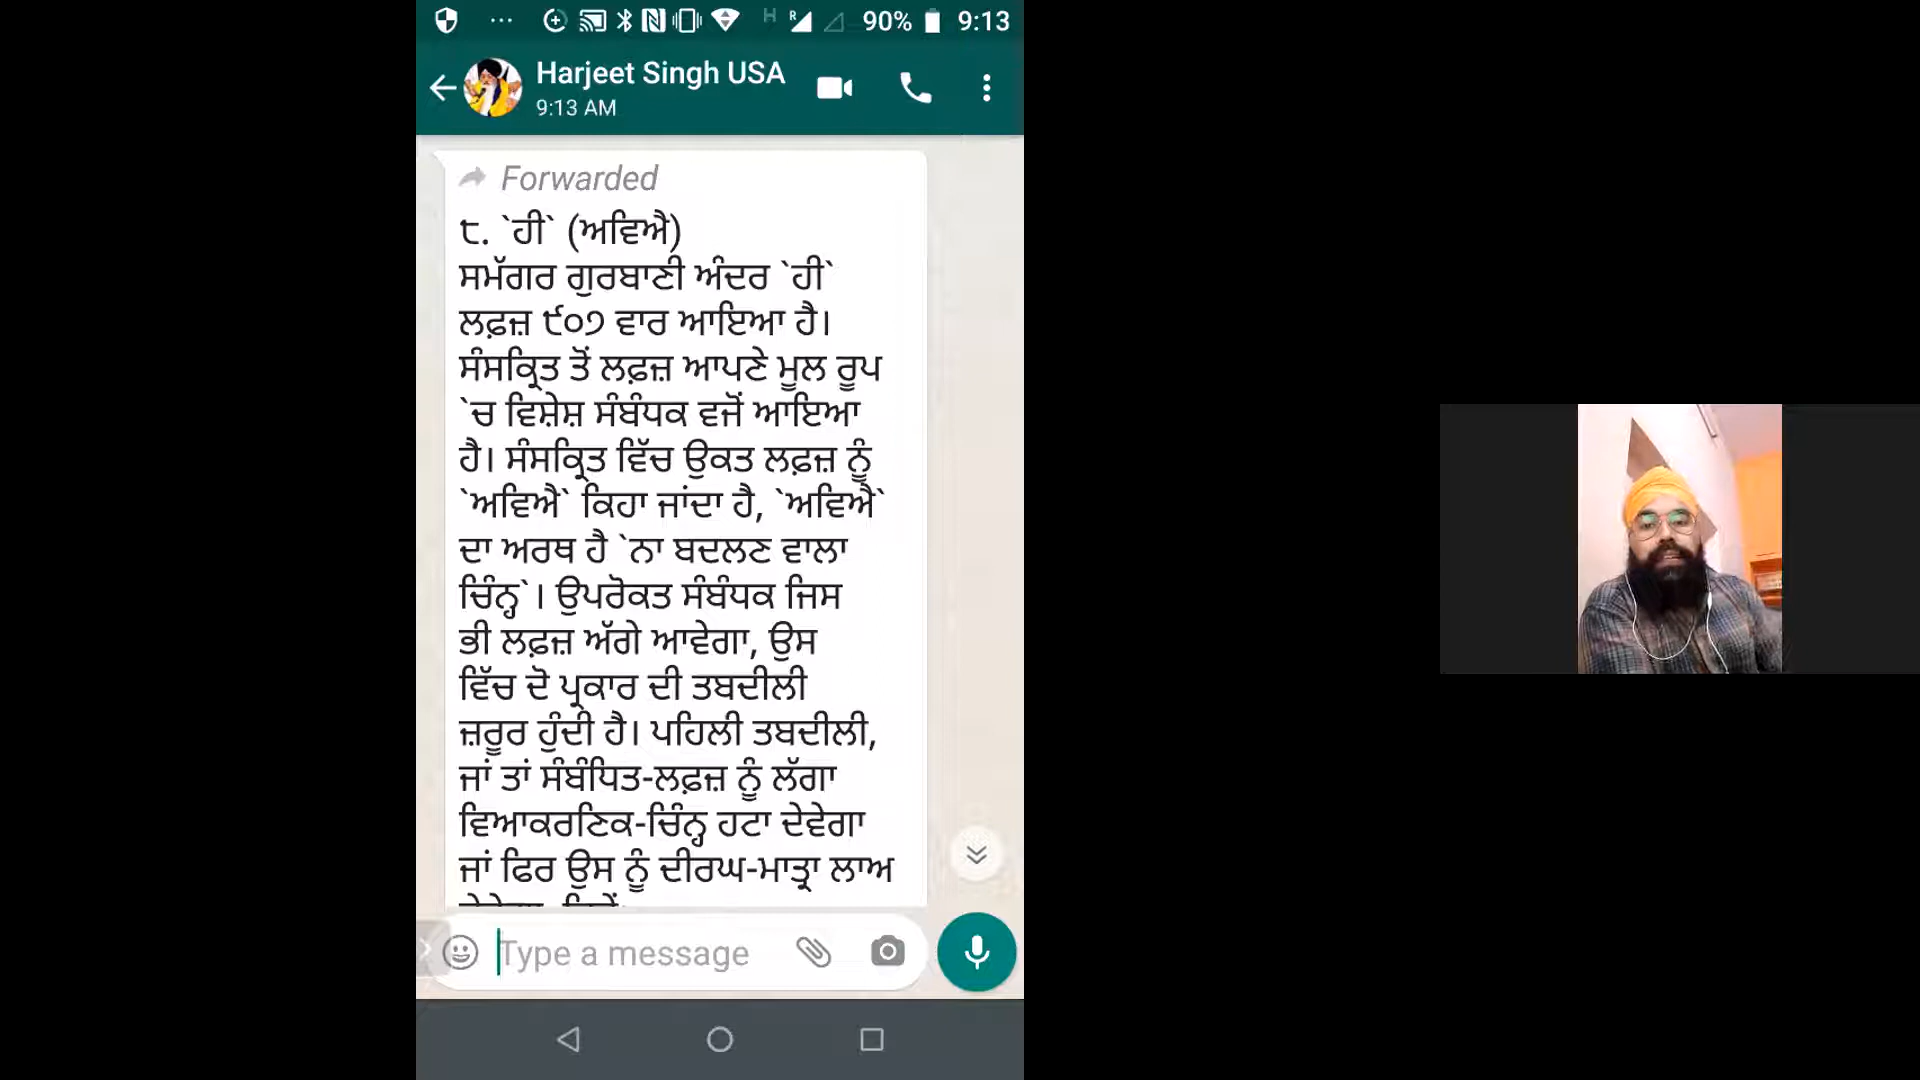 90% 9:13
Harjeet Singh USA
9:13 AM
Forwarded
੮. `ਹੀ` (ਅਵਿਐ)
ਸਮੱਗਰ ਗੁਰਬਾਣੀ ਅੰਦਰ `ਹੀ`
ਲਫ਼ਜ਼ ੯੦੭ ਵਾਰ ਆਇਆ ਹੈ।
ਸੰਸਕ੍ਰਿਤ ਤੋਂ ਲਫ਼ਜ਼ ਆਪਣੇ ਮੂਲ ਰੂਪ
`ਚ ਵਿਸ਼ੇਸ਼ ਸੰਬੰਧਕ ਵਜੋਂ ਆਇਆ
ਹੈ। ਸੰਸਕ੍ਰਿਤ ਵਿੱਚ ਉਕਤ ਲਫ਼ਜ਼ ਨੂੰ
`ਅਵਿਐ` ਕਿਹਾ ਜਾਂਦਾ ਹੈ, `ਅਵਿਐ`
ਦਾ ਅਰਥ ਹੈ `ਨਾ ਬਦਲਣ ਵਾਲਾ
ਚਿੰਨ੍ਹ`। ਉਪਰੋਕਤ ਸੰਬੰਧਕ ਜਿਸ
ਭੀ ਲਫ਼ਜ਼ ਅੱਗੇ ਆਵੇਗਾ, ਉਸ
ਵਿੱਚ ਦੋ ਪ੍ਰਕਾਰ ਦੀ ਤਬਦੀਲੀ
ਜ਼ਰੂਰ ਹੁੰਦੀ ਹੈ। ਪਹਿਲੀ ਤਬਦੀਲੀ,
ਜਾਂ ਤਾਂ ਸੰਬੰਧਿਤ-ਲਫ਼ਜ਼ ਨੂੰ ਲੱਗਾ
ਵਿਆਕਰਣਿਕ-ਚਿੰਨ੍ਹ ਹਟਾ ਦੇਵੇਗਾ
ਜਾਂ ਫਿਰ ਉਸ ਨੂੰ ਦੀਰਘ-ਮਾਤ੍ਰਾ ਲਾਅ
Type a message